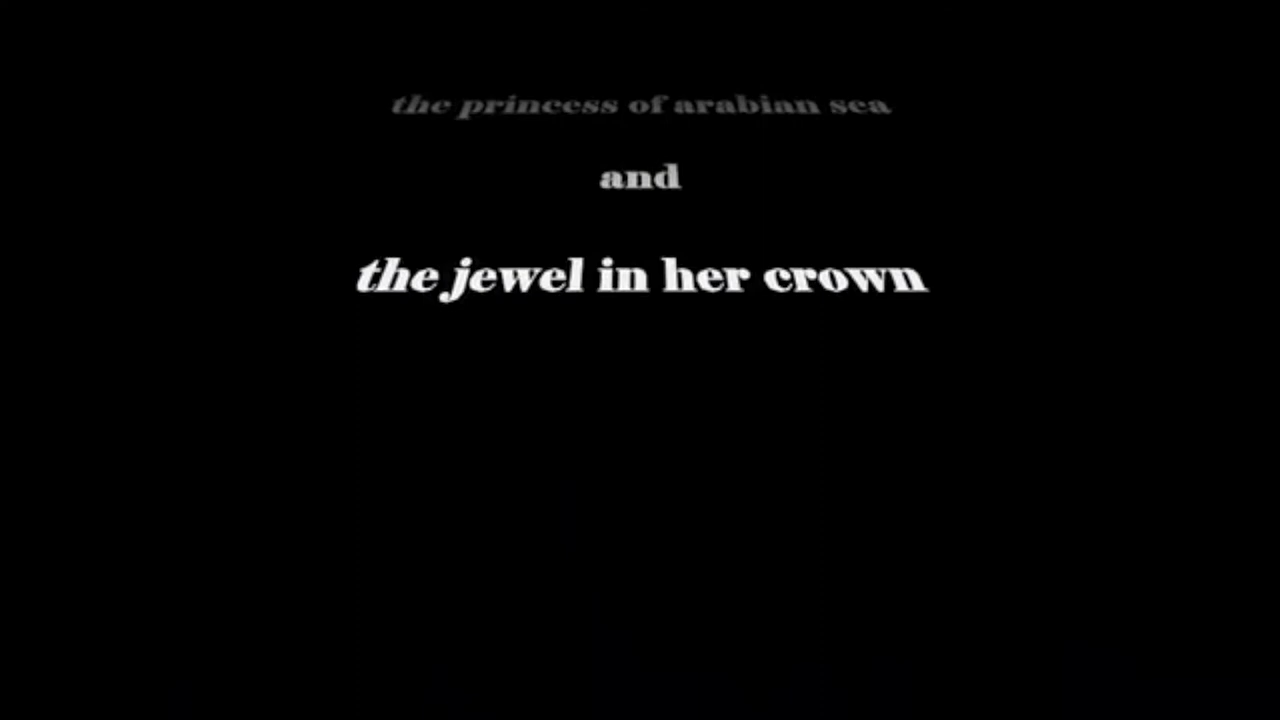 the princess of arabian sea
and
the jewel in her crown